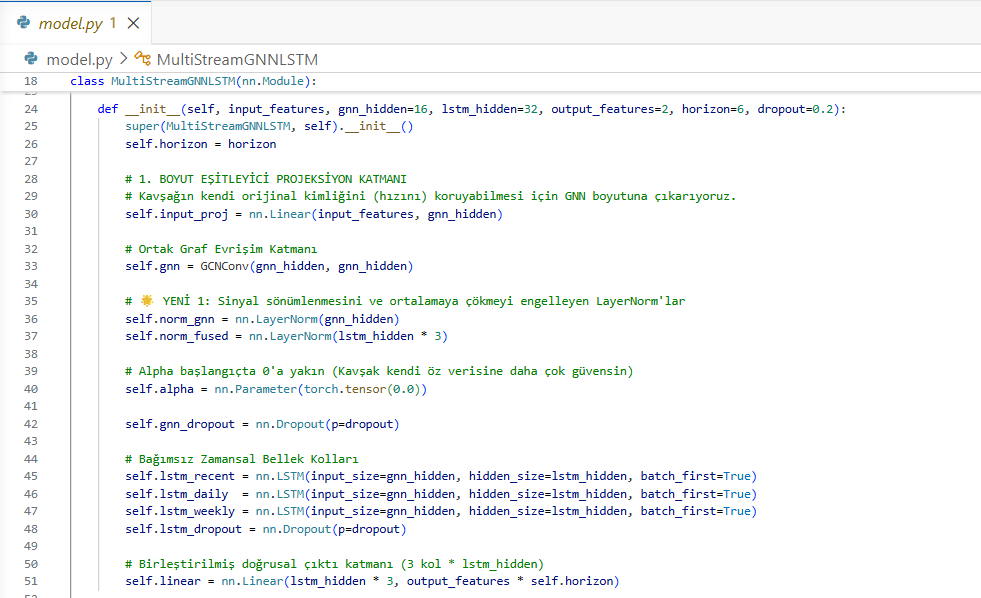 model.py 1
model.py > MultiStreamGNNLSTM
18 class MultiStreamGNNLSTM(nn.Module):
24 def __init__(self, input_features, gnn_hidden=16, lstm_hidden=32, output_features=2, horizon=6, dropout=0.2):
25 super(MultiStreamGNNLSTM, self).__init__()
26 self.horizon = horizon
27
28 # 1. BOYUT EŞİTLEYİCİ PROJEKSİYON KATMANI
29 # Kavşağın kendi orijinal kimliğini (hızını) koruyabilmesi için GNN boyutuna çıkarıyoruz.
30 self.input_proj = nn.Linear(input_features, gnn_hidden)
31
32 # Ortak Graf Evrişim Katmanı
33 self.gnn = GCNConv(gnn_hidden, gnn_hidden)
34
35 # 🌟 YENİ 1: Sinyal sönümlenmesini ve ortalamaya çökmeyi engelleyen LayerNorm'lar
36 self.norm_gnn = nn.LayerNorm(gnn_hidden)
37 self.norm_fused = nn.LayerNorm(lstm_hidden * 3)
38
39 # Alpha başlangıçta 0'a yakın (Kavşak kendi öz verisine daha çok güvensin)
40 self.alpha = nn.Parameter(torch.tensor(0.0))
41
42 self.gnn_dropout = nn.Dropout(p=dropout)
43
44 # Bağımsız Zamansal Bellek Kolları
45 self.lstm_recent = nn.LSTM(input_size=gnn_hidden, hidden_size=lstm_hidden, batch_first=True)
46 self.lstm_daily  = nn.LSTM(input_size=gnn_hidden, hidden_size=lstm_hidden, batch_first=True)
47 self.lstm_weekly = nn.LSTM(input_size=gnn_hidden, hidden_size=lstm_hidden, batch_first=True)
48 self.lstm_dropout = nn.Dropout(p=dropout)
49
50 # Birleştirilmiş doğrusal çıktı katmanı (3 kol * lstm_hidden)
51 self.linear = nn.Linear(lstm_hidden * 3, output_features * self.horizon)